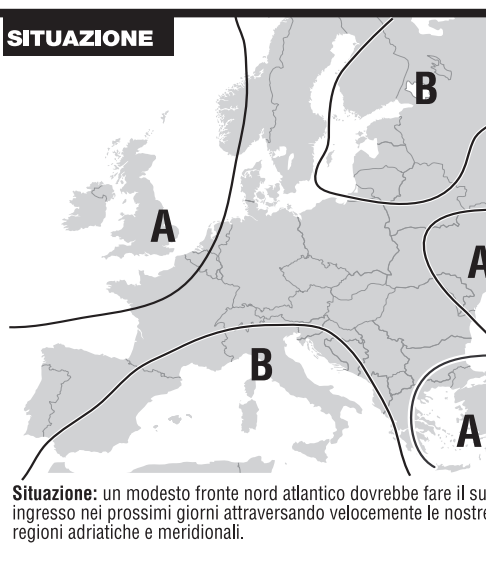 SITUAZIONE
B
A
A
B
A
Situazione: un modesto fronte nord atlantico dovrebbe fare il su
ingresso nei prossimi giorni attraversando velocemente le nostre
regioni adriatiche e meridionali.